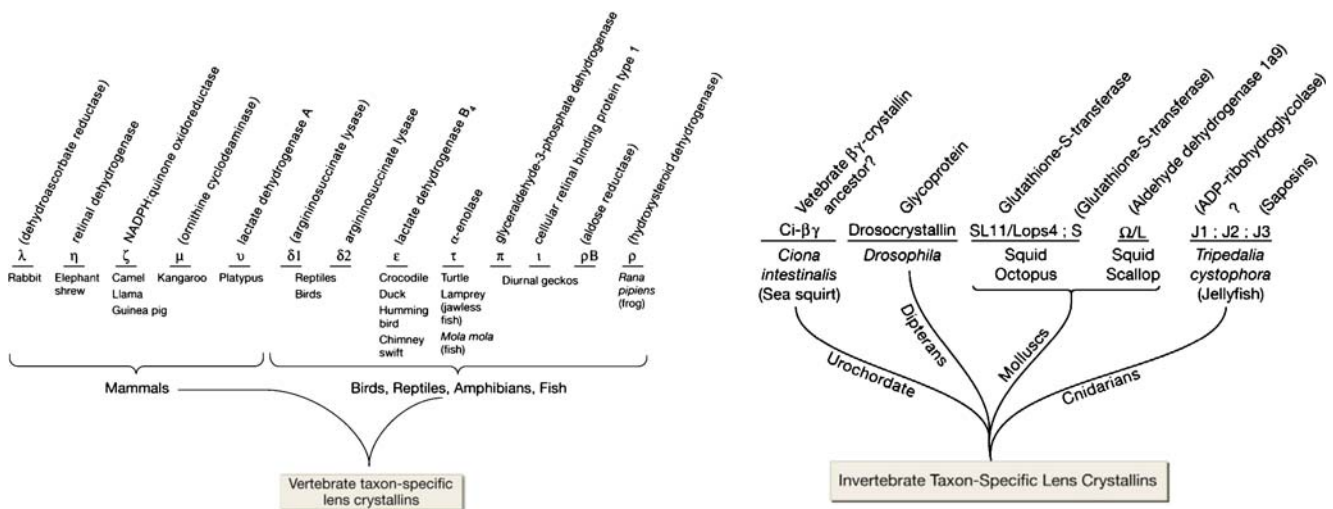 (dehydroascorbate reductase)
retinal dehydrogenase
NADPH:quinone oxidoreductase
(ornithine cyclodeaminase)
lactate dehydrogenase A
(argininosuccinate lysase)
argininosuccinate lysase
lactate dehydrogenase B4
α-enolase
glyceraldehyde-3-phosphate dehydrogenase
cellular retinal binding protein type 1
(aldose reductase)
(hydroxysteroid dehydrogenase)
λ η ζ μ υ δ1 δ2 ε τ π ι ρB ρ
Rabbit
Elephant
shrew
Camel
Llama
Guinea pig
Kangaroo
Platypus
Reptiles
Birds
Crocodile
Duck
Humming
bird
Chimney
swift
Turtle
Lamprey
(jawless
fish)
Mola mola
(fish)
Diurnal geckos
Rana
pipiens
(frog)
Mammals
Birds, Reptiles, Amphibians, Fish
Vertebrate taxon-specific
lens crystallins
Vetebrate βγ-crystallin
ancestor?
Glycoprotein
Glutathione-S-transferase
(Glutathione-S-transferase)
(Aldehyde dehydrogenase 1a9)
(ADP-ribohydroglycolase)
(Saposins)
Ci-βγ
Drosocrystallin
SL11/Lops4 ; S
Ω/L
J1 ; J2 ; J3
Ciona
intestinalis
(Sea squirt)
Drosophila
Squid
Octopus
Squid
Scallop
Tripedalia
cystophora
(Jellyfish)
Urochordate
Dipterans
Molluscs
Cnidarians
Invertebrate Taxon-Specific Lens Crystallins